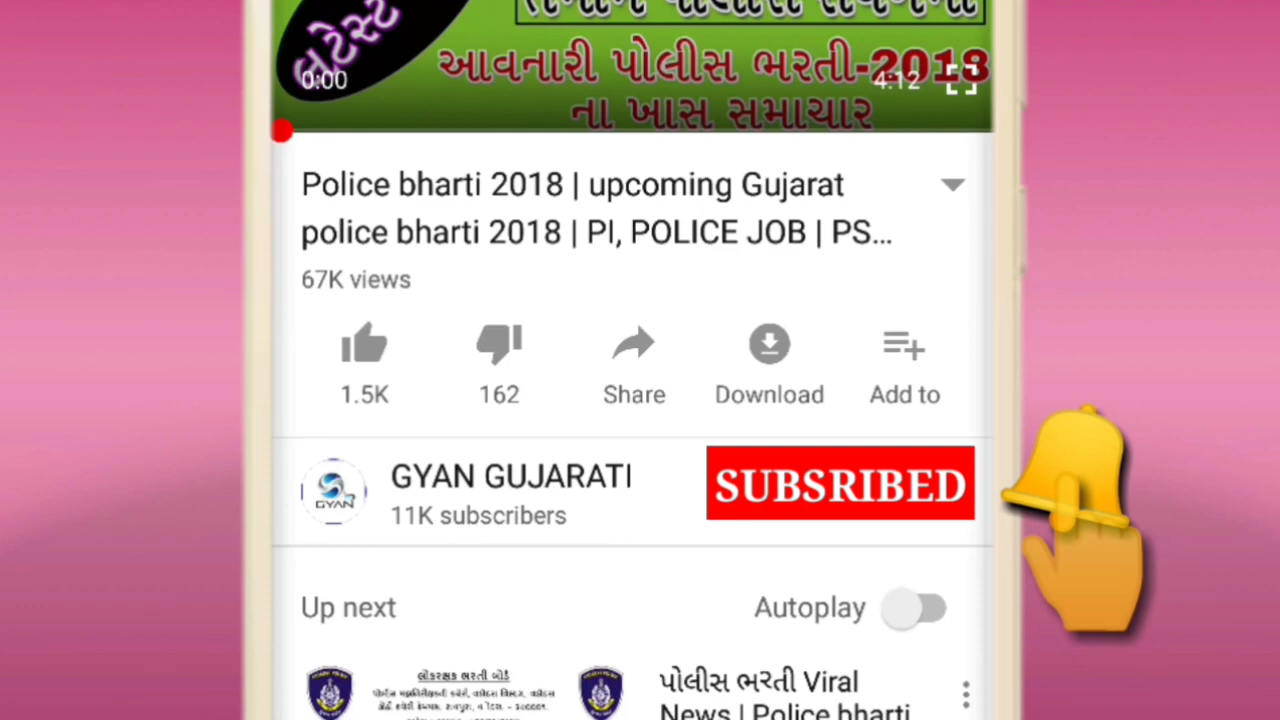 લેટેસ્ટ
આવનારી પોલીસ ભરતી-2018
0:00
4:12
ના ખાસ સમાચાર
Police bharti 2018 | upcoming Gujarat
police bharti 2018 | PI, POLICE JOB | PS...
67K views
1.5K 162 Share Download Add to
GYAN GUJARATI
SUBSRIBED
GYAN
11K subscribers
Up next Autoplay
લોકરક્ષક ભરતી બોર્ડ
પોલીસ ભરતી Viral
News | Police bharti